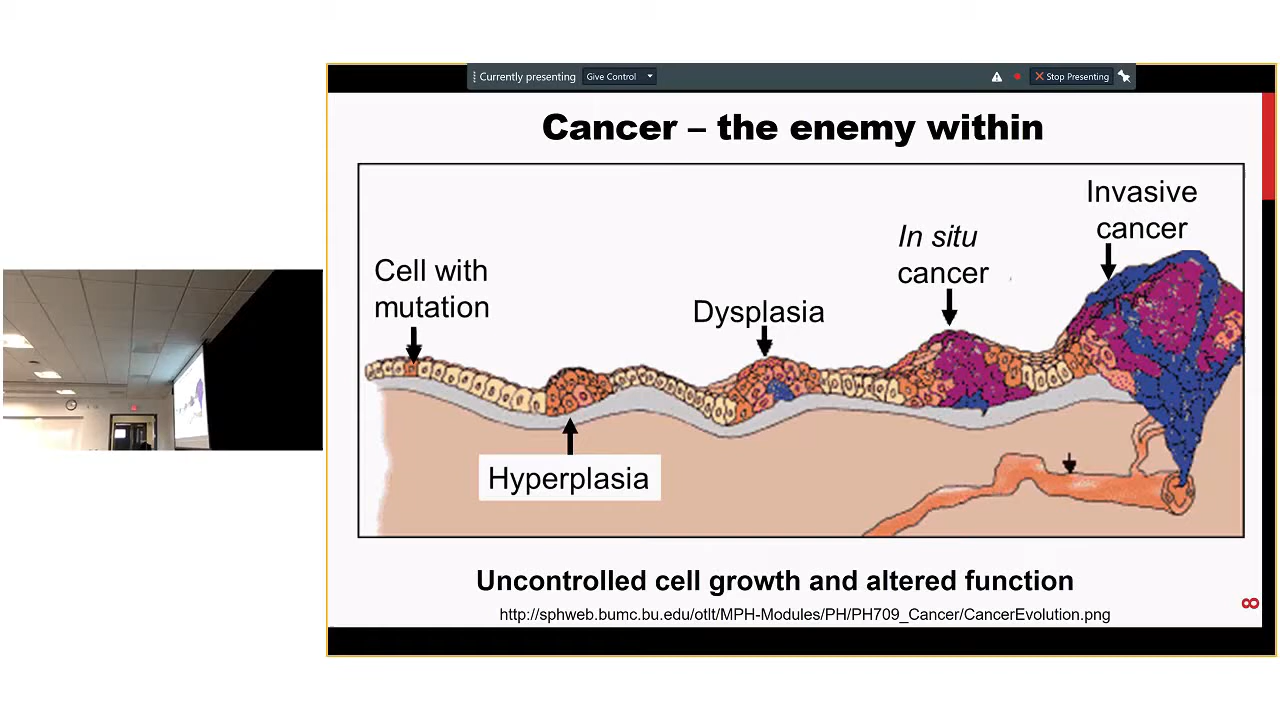 Currently presenting
Give Control
Stop Presenting
Cancer – the enemy within
Cell with
mutation
Hyperplasia
Dysplasia
In situ
cancer
Invasive
cancer
Uncontrolled cell growth and altered function
http://sphweb.bumc.bu.edu/otlt/MPH-Modules/PH/PH709_Cancer/CancerEvolution.png
8